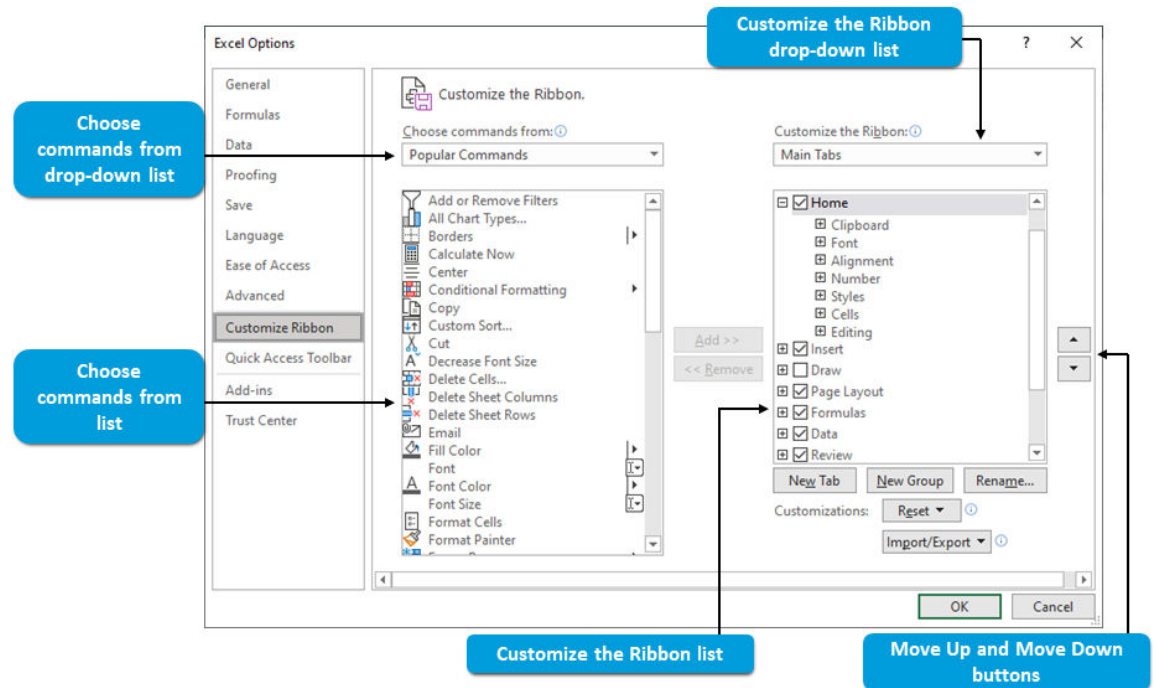 Customize the Ribbon
drop-down list
Excel Options
?
General
Formulas
Data
Proofing
Save
Language
Ease of Access
Advanced
Customize Ribbon
Quick Access Toolbar
Add-ins
Trust Center
Choose
commands from
drop-down list
Choose
commands from
list
Customize the Ribbon.
Choose commands from:
Popular Commands
Add or Remove Filters
All Chart Types...
Borders
Calculate Now
Center
Conditional Formatting
Copy
Custom Sort...
Cut
Decrease Font Size
Delete Cells...
Delete Sheet Columns
Delete Sheet Rows
Email
Fill Color
Font
Font Color
Font Size
Format Cells
Format Painter
Add >>
<< Remove
Customize the Ribbon:
Main Tabs
Home
Clipboard
Font
Alignment
Number
Styles
Cells
Editing
Insert
Draw
Page Layout
Formulas
Data
Review
New Tab
New Group
Rename...
Customizations:
Reset
Import/Export
OK
Cancel
Customize the Ribbon list
Move Up and Move Down
buttons